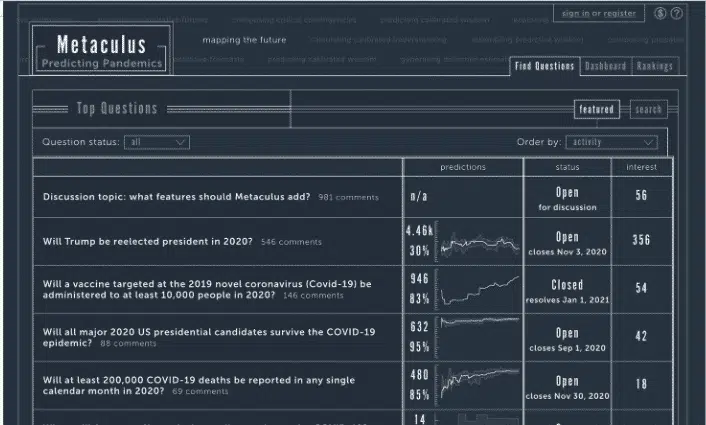 sign in or register
$ ?
Metaculus
Predicting Pandemics
mapping the future
Find Questions Dashboard Rankings
Top Questions
featured search
Question status: all
Order by: activity
predictions status interest
Discussion topic: what features should Metaculus add? 981 comments
n/a
Open
for discussion
56
Will Trump be reelected president in 2020? 546 comments
4.46k
30%
Open
closes Nov 3, 2020
356
Will a vaccine targeted at the 2019 novel coronavirus (Covid-19) be
administered to at least 10,000 people in 2020? 146 comments
946
83%
Closed
resolves Jan 1, 2021
54
Will all major 2020 US presidential candidates survive the COVID-19
epidemic? 88 comments
632
95%
Open
closes Sep 1, 2020
42
Will at least 200,000 COVID-19 deaths be reported in any single
calendar month in 2020? 69 comments
480
85%
Open
closes Nov 30, 2020
18
14